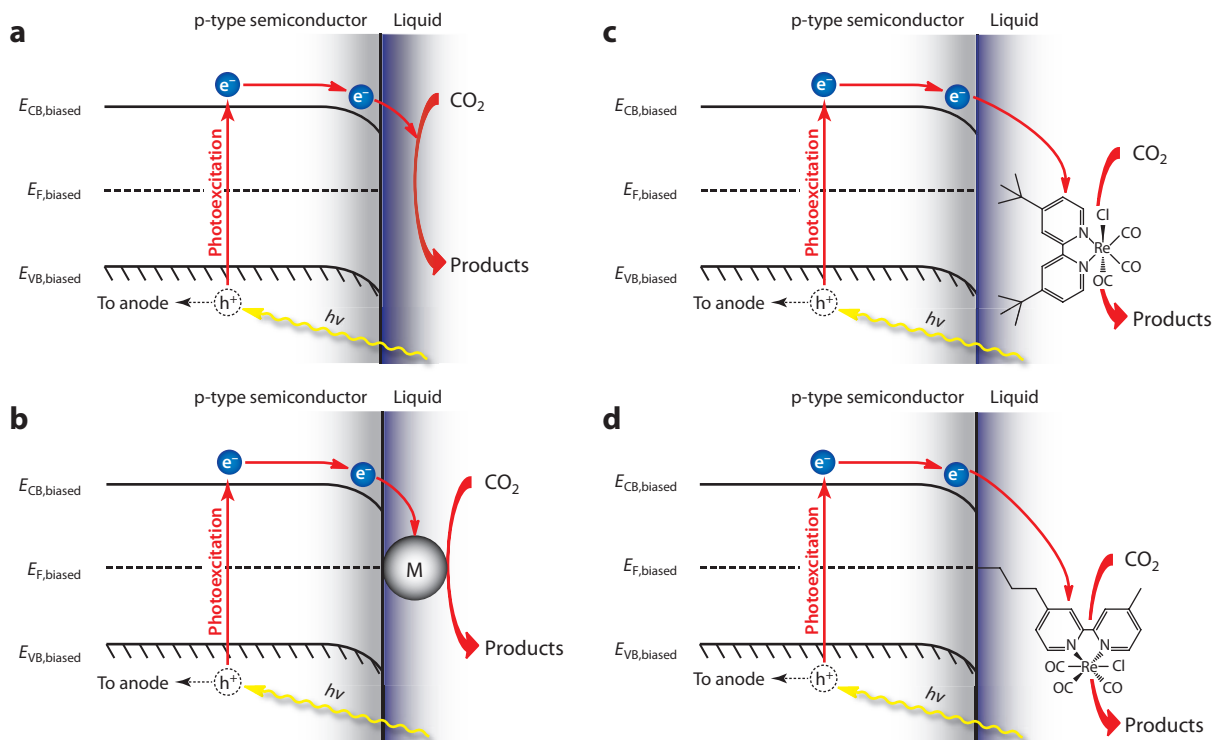 a
p-type semiconductor
Liquid
e⁻
e⁻
CO₂
E_CB,biased
Photoexcitation
E_F,biased
E_VB,biased
Products
To anode
h⁺
hν
c
p-type semiconductor
Liquid
e⁻
e⁻
E_CB,biased
CO₂
Photoexcitation
E_F,biased
Cl
N
CO
Re
N
CO
OC
E_VB,biased
To anode
h⁺
hν
Products
b
p-type semiconductor
Liquid
e⁻
e⁻
CO₂
E_CB,biased
Photoexcitation
E_F,biased
M
E_VB,biased
Products
To anode
h⁺
hν
d
p-type semiconductor
Liquid
e⁻
e⁻
E_CB,biased
Photoexcitation
CO₂
E_F,biased
N
N
E_VB,biased
OC
Re
Cl
OC
CO
To anode
h⁺
hν
Products